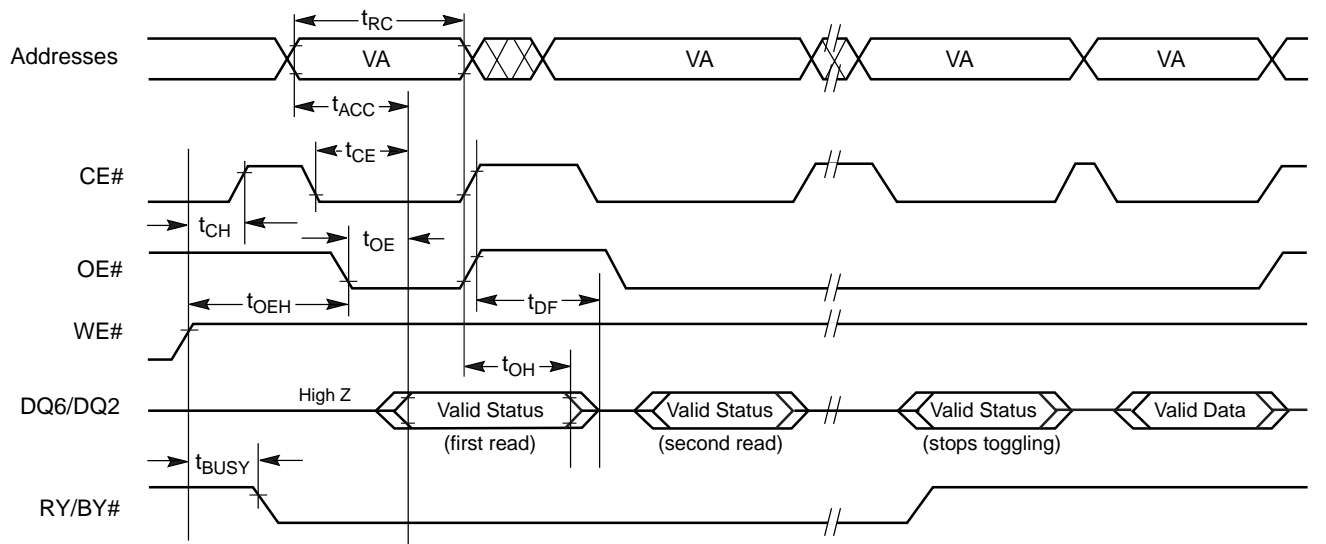 tRC
Addresses VA VA VA VA
tACC
tCE
CE#
tCH
tOE
OE#
tOEH
tDF
WE#
tOH
High Z
DQ6/DQ2 Valid Status Valid Status Valid Status Valid Data
(first read) (second read) (stops toggling)
tBUSY
RY/BY#